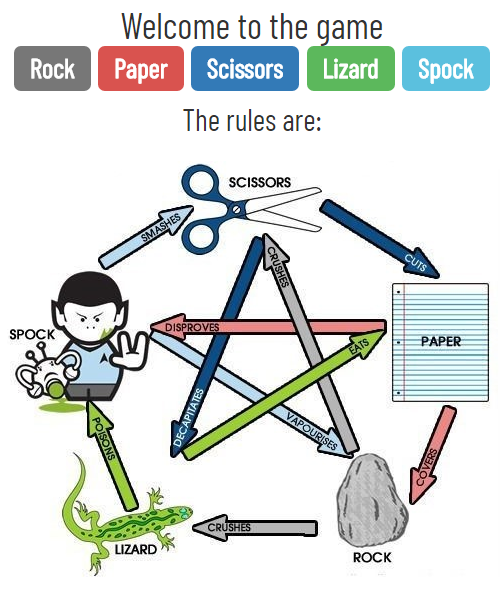 Welcome to the game
Rock Paper Scissors Lizard Spock
The rules are:
SCISSORS
SMASHES
CUTS
CRUSHES
SPOCK
DISPROVES
PAPER
EATS
DECAPITATES
VAPOURISES
POISONS
COVERS
CRUSHES
LIZARD
ROCK